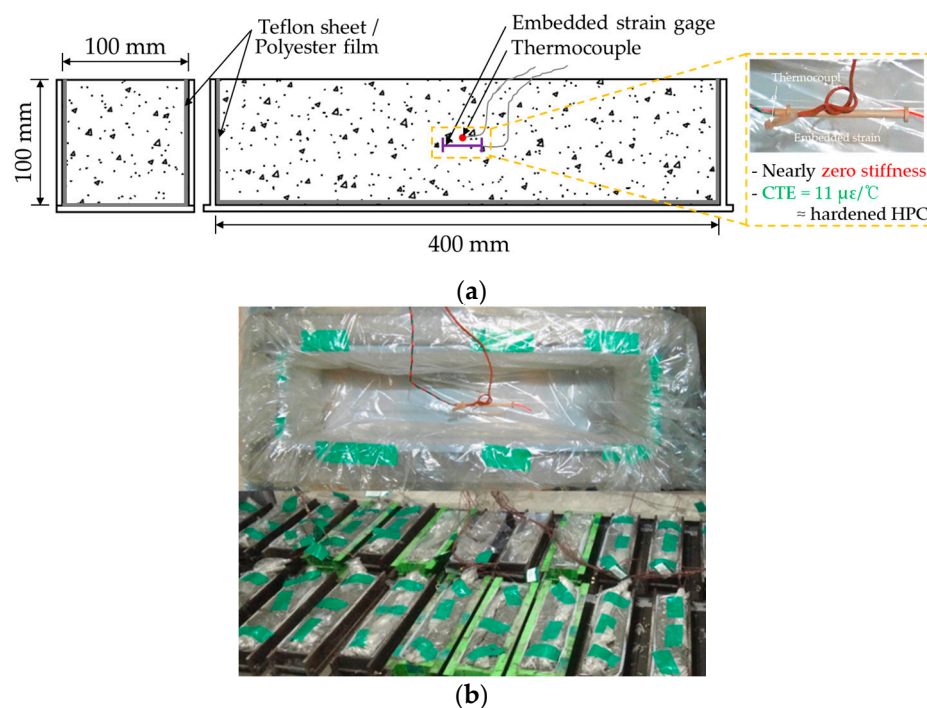 100 mm
100 mm
Teflon sheet /
Polyester film
Embedded strain gage
Thermocouple
400 mm
Thermocoupl
e
Embedded strain
- Nearly zero stiffness
- CTE = 11 με/℃
≈ hardened HPC
(a)
(b)